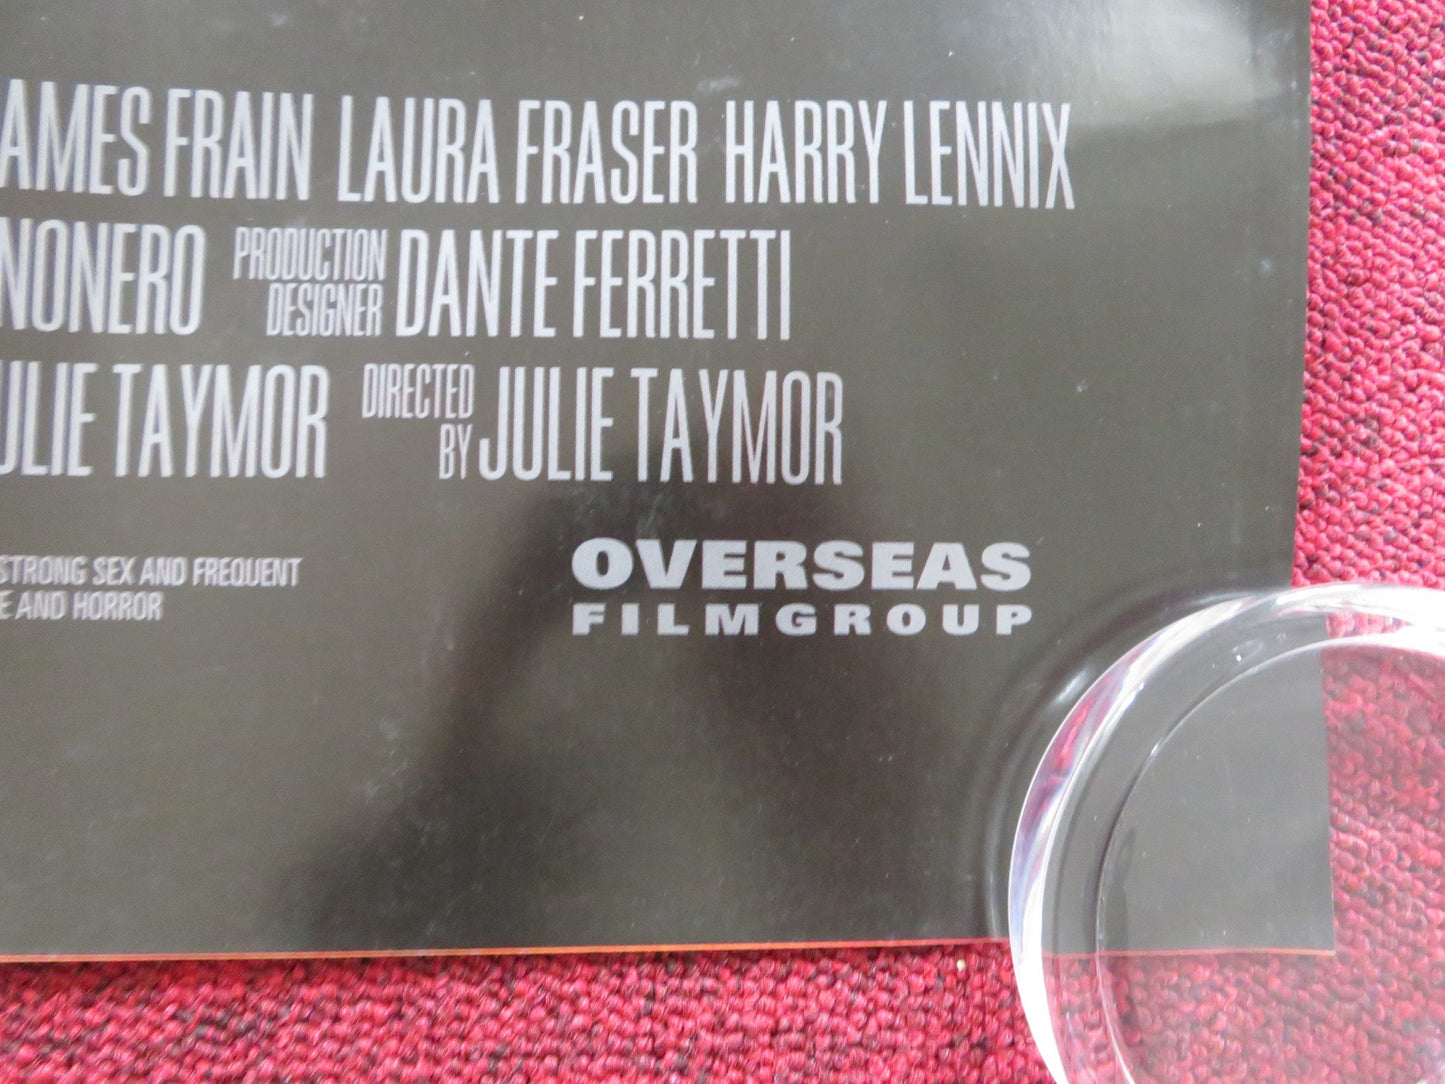 AMES FRAIN LAURA FRASER HARRY LENNIX
NONERO PRODUCTION DESIGNER DANTE FERRETTI
ULIE TAYMOR DIRECTED BY JULIE TAYMOR
STRONG SEX AND FREQUENT
E AND HORROR
OVERSEAS
FILMGROUP